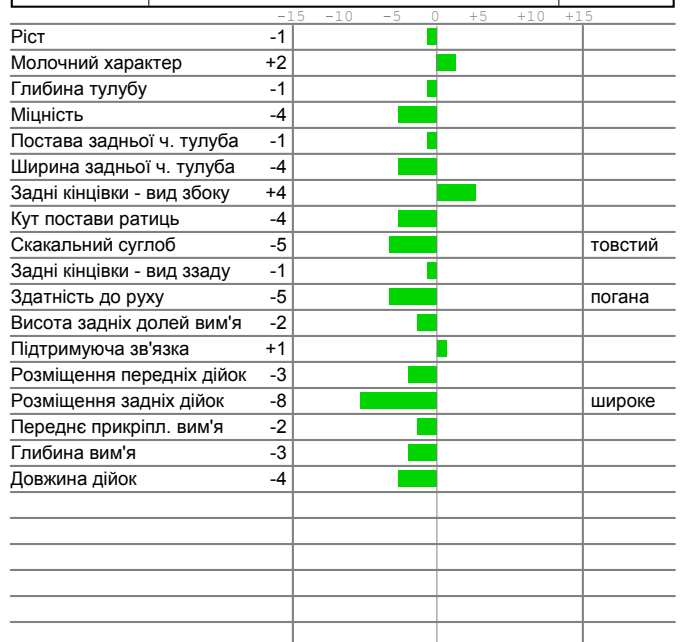 -15 -10 -5 0 +5 +10 +15
Ріст -1
Молочний характер +2
Глибина тулубу -1
Міцність -4
Постава задньої ч. тулуба -1
Ширина задньої ч. тулуба -4
Задні кінцівки - вид збоку +4
Кут постави ратиць -4
Скакальний суглоб -5 товстий
Задні кінцівки - вид ззаду -1
Здатність до руху -5 погана
Висота задніх долей вим'я -2
Підтримуюча зв'язка +1
Розміщення передніх дійок -3
Розміщення задніх дійок -8 широке
Переднє прикріпл. вим'я -2
Глибина вим'я -3
Довжина дійок -4